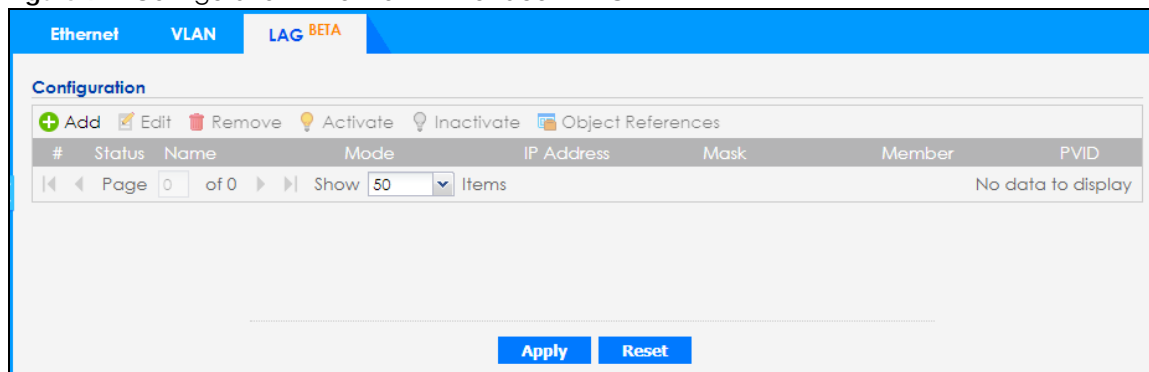 Ethernet VLAN LAG BETA
Configuration
Add Edit Remove Activate Inactivate Object References
# Status Name Mode IP Address Mask Member PVID
Page 0 of 0 Show 50 Items No data to display
Apply Reset